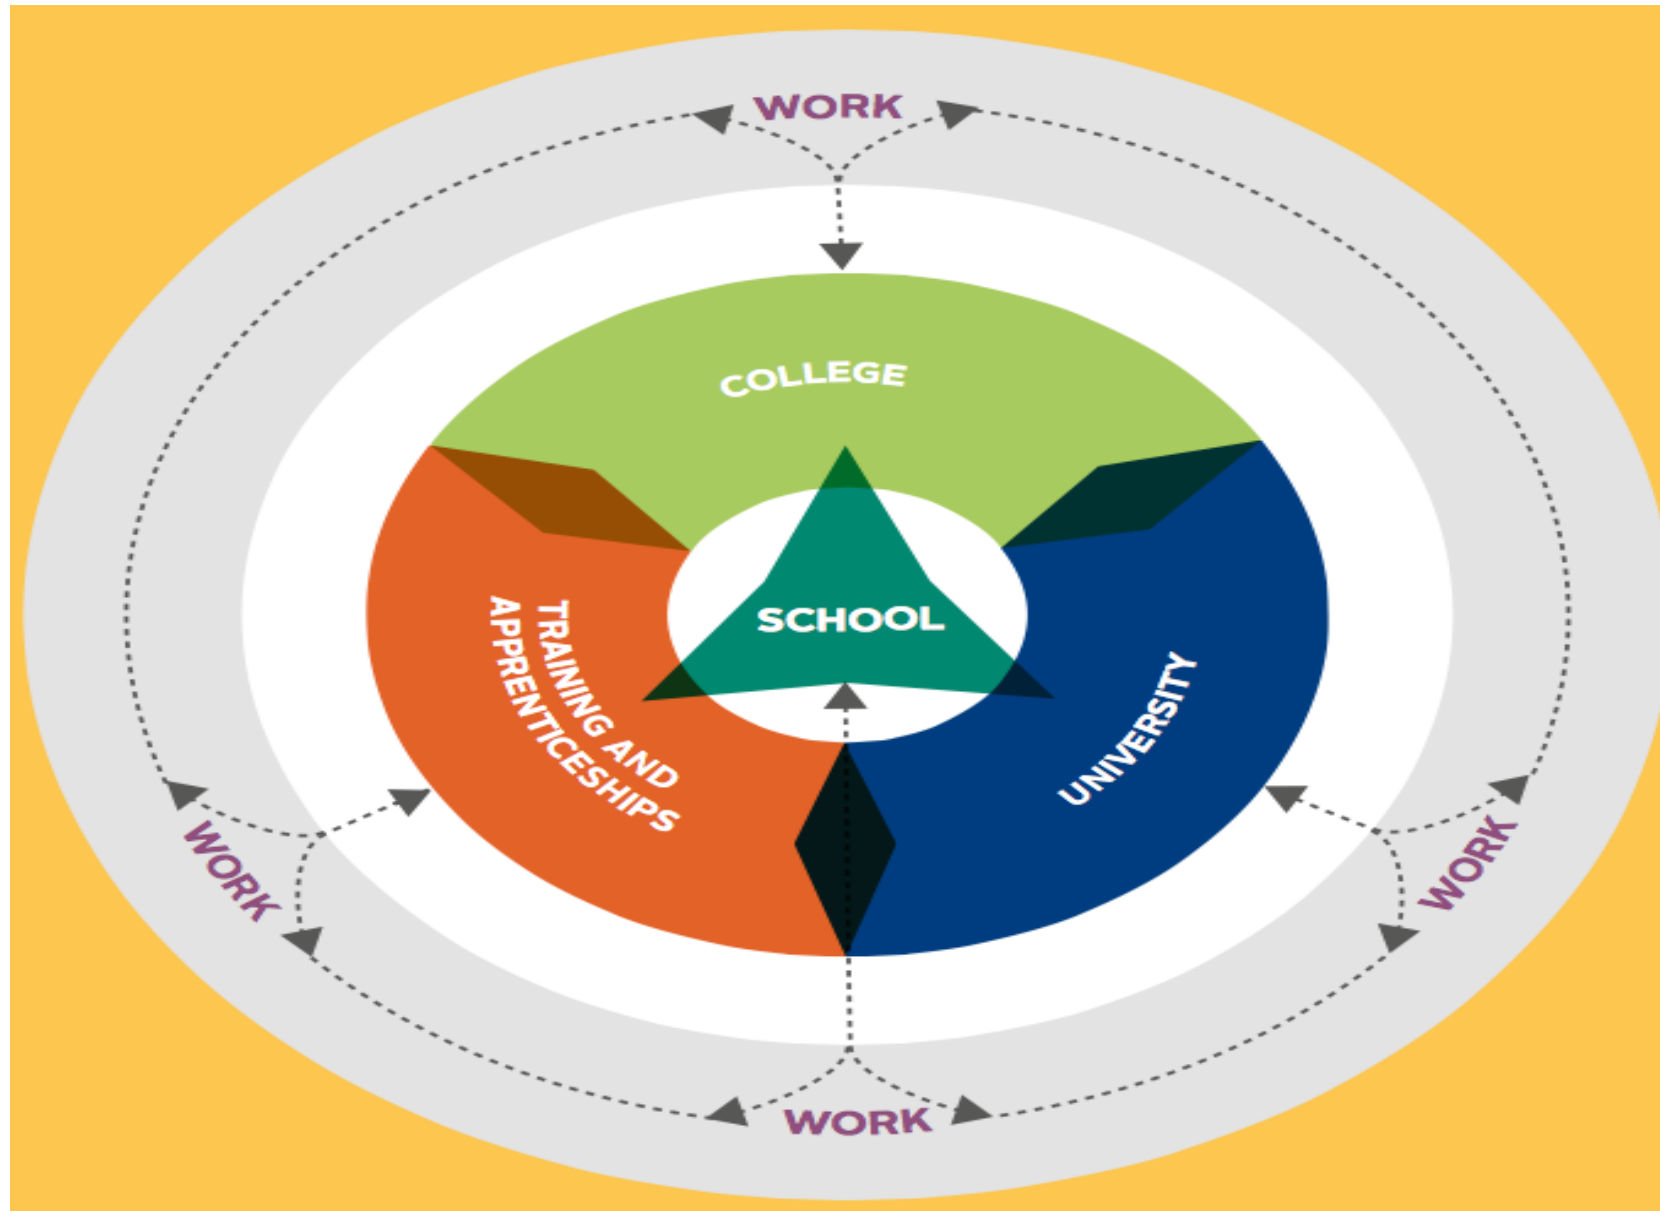 WORK
COLLEGE
SCHOOL
TRAINING AND
APPRENTICESHIPS
UNIVERSITY
WORK
WORK
WORK